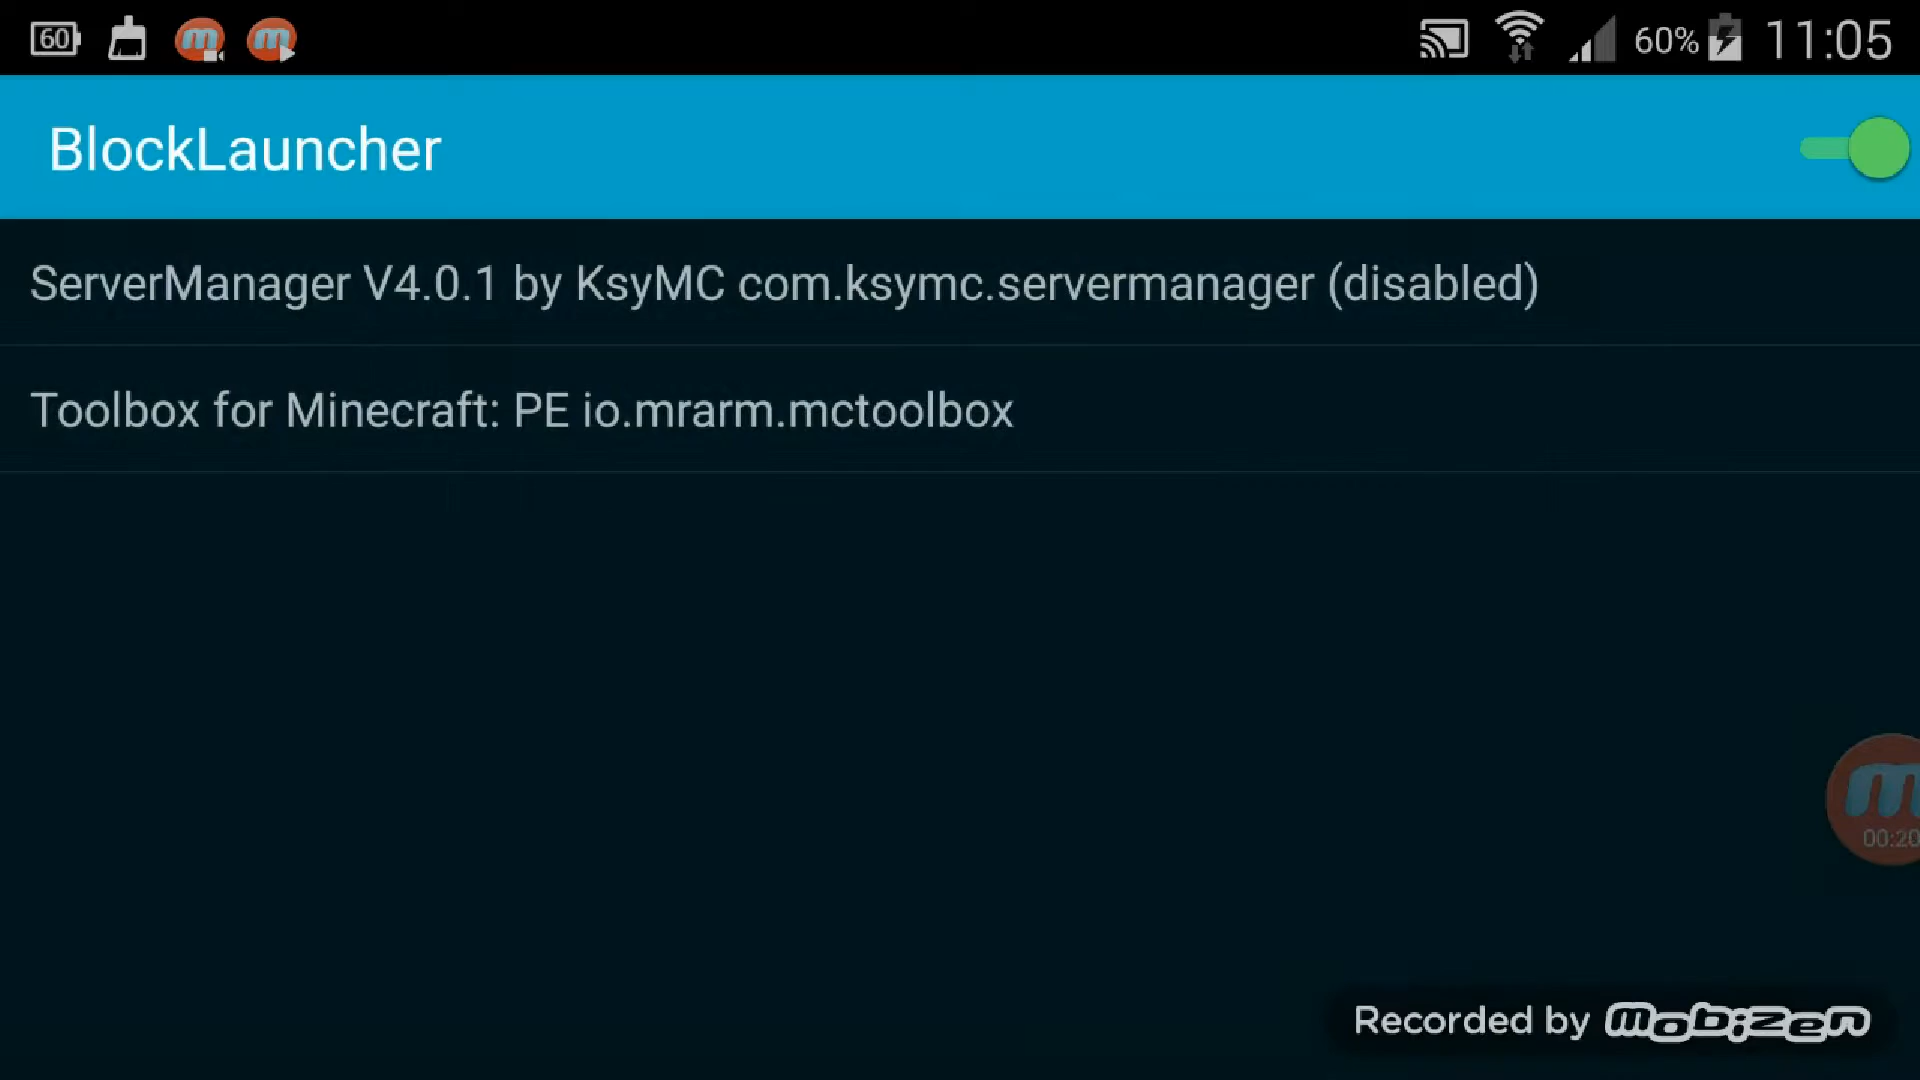 60 60% 11:05
BlockLauncher
ServerManager V4.0.1 by KsyMC com.ksymc.servermanager (disabled)
Toolbox for Minecraft: PE io.mrarm.mctoolbox
m
00:20
Recorded by mobizen